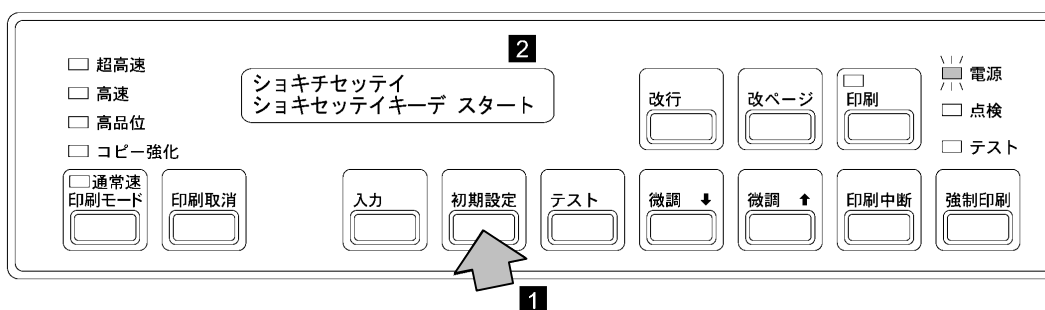 2
超高速
高速
高品位
コピー強化
通常速
印刷モード
印刷取消
ショキチセッテイ
ショキセッテイキーデ スタート
入力
初期設定
テスト
改行
改ページ
印刷
微調 ⬇
微調 ⬆
印刷中断
強制印刷
電源
点検
テスト
1